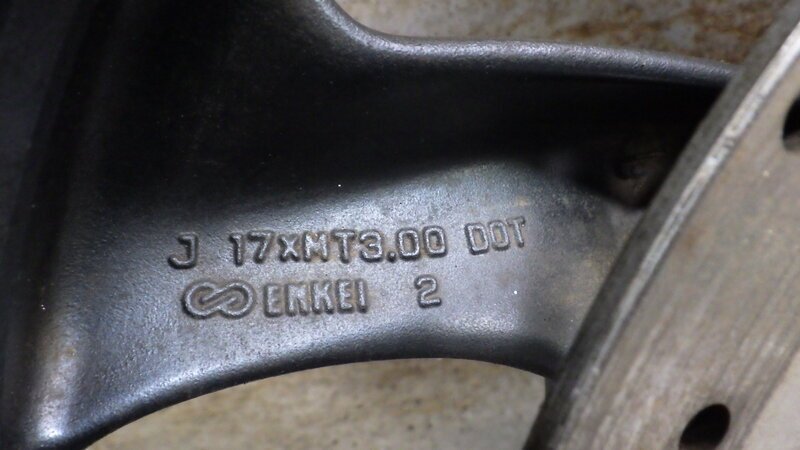 J 17xMT3.00 DOT
ENKEI 2